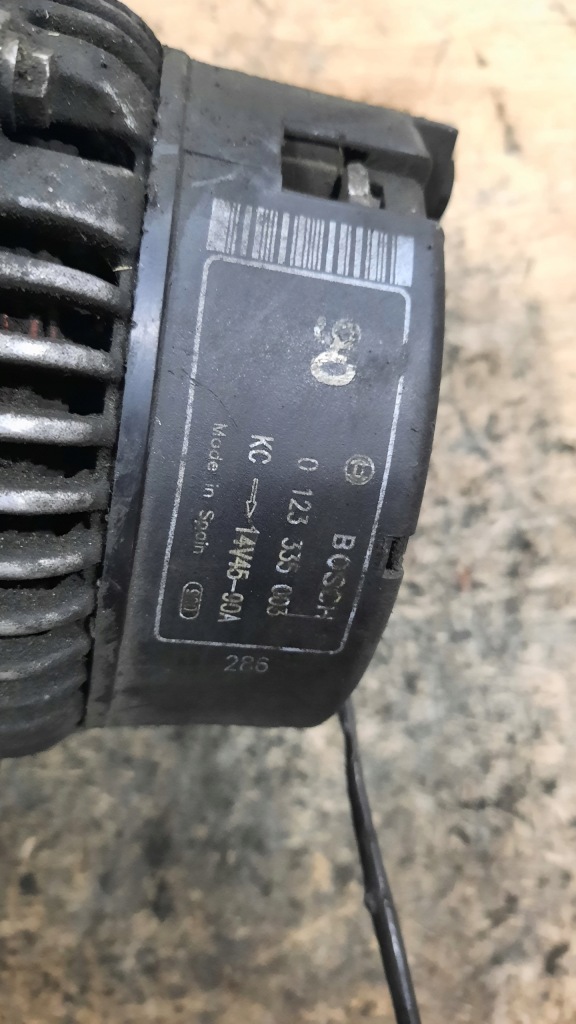 BOSCH
0 123 335 003
KC → 14V45-90A
Made in Spain
286